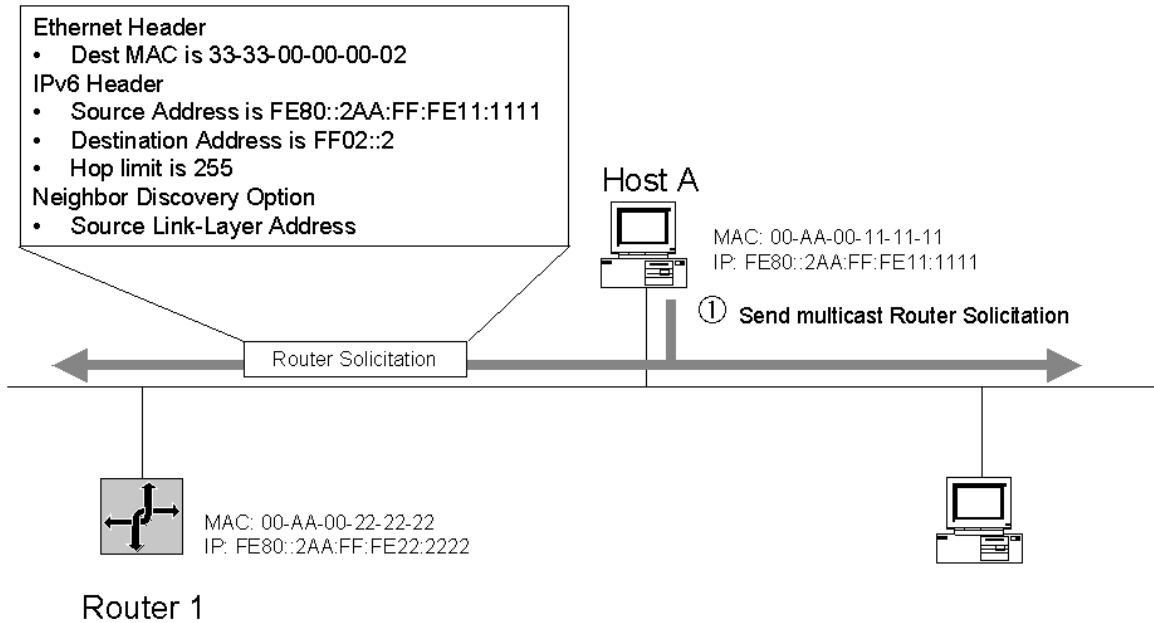 Ethernet Header
• Dest MAC is 33-33-00-00-00-02
IPv6 Header
• Source Address is FE80::2AA:FF:FE11:1111
• Destination Address is FF02::2
• Hop limit is 255
Neighbor Discovery Option
• Source Link-Layer Address
Host A
MAC: 00-AA-00-11-11-11
IP: FE80::2AA:FF:FE11:1111
① Send multicast Router Solicitation
Router Solicitation
MAC: 00-AA-00-22-22-22
IP: FE80::2AA:FF:FE22:2222
Router 1